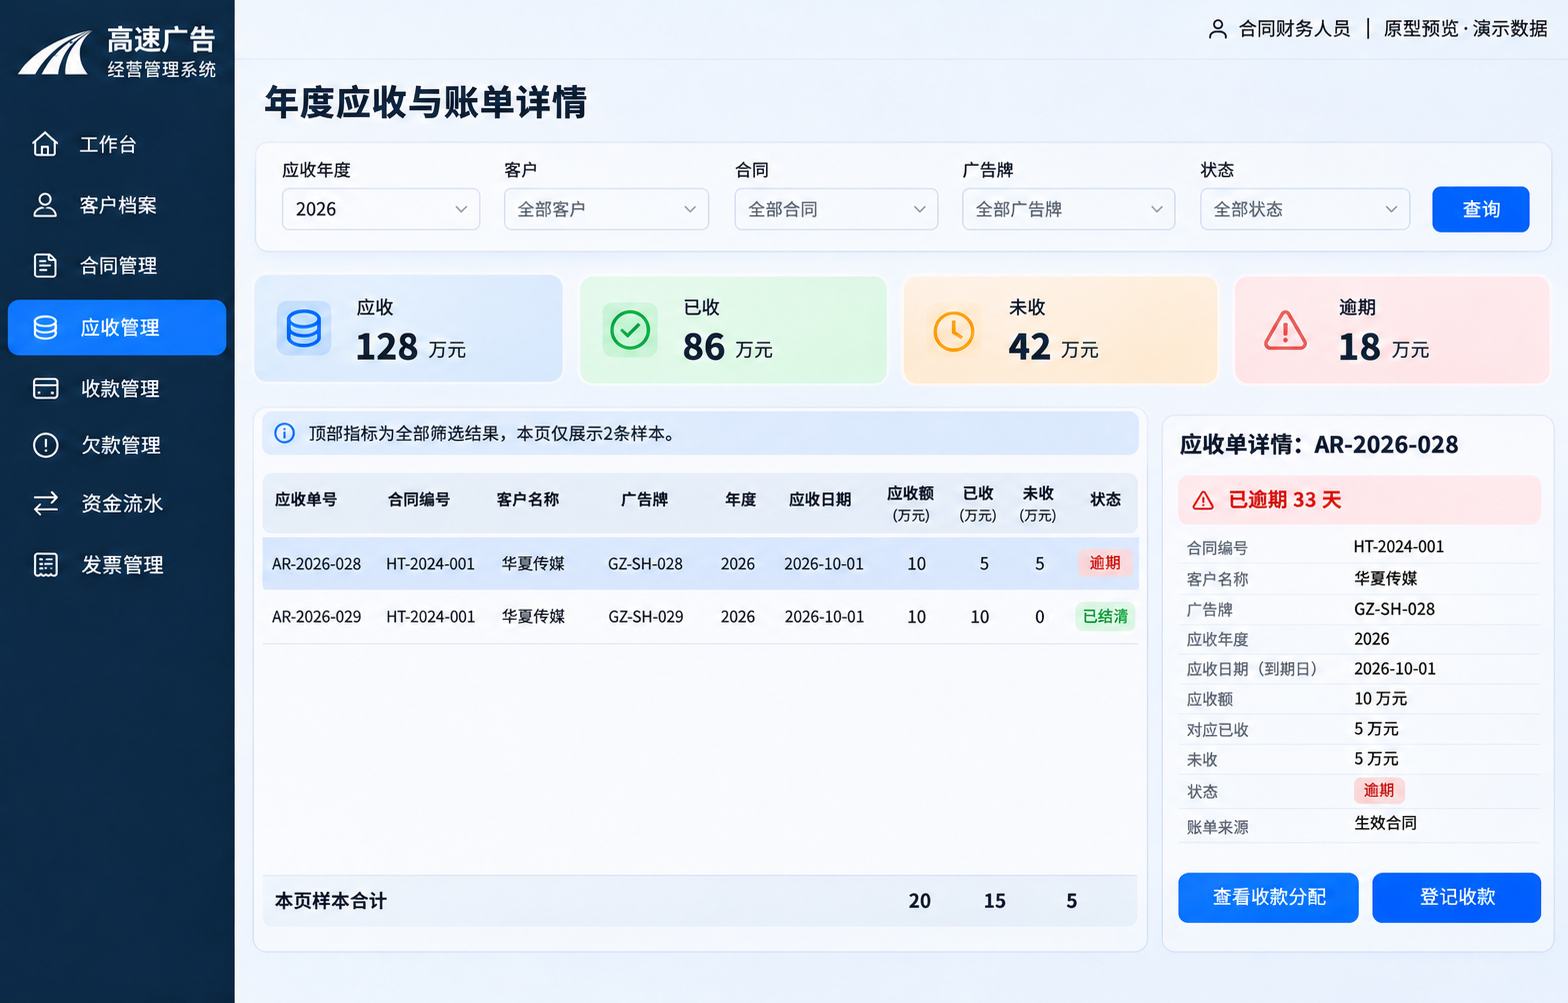 高速广告
经营管理系统
工作台
客户档案
合同管理
应收管理
收款管理
欠款管理
资金流水
发票管理
合同财务人员 | 原型预览·演示数据
年度应收与账单详情
应收年度 客户 合同 广告牌 状态
2026 全部客户 全部合同 全部广告牌 全部状态 查询
应收 已收 未收 逾期
128 万元 86 万元 42 万元 18 万元
顶部指标为全部筛选结果，本页仅展示2条样本。
应收单号 合同编号 客户名称 广告牌 年度 应收日期 应收额 (万元) 已收 (万元) 未收 (万元) 状态
AR-2026-028 HT-2024-001 华夏传媒 GZ-SH-028 2026 2026-10-01 10 5 5 逾期
AR-2026-029 HT-2024-001 华夏传媒 GZ-SH-029 2026 2026-10-01 10 10 0 已结清
本页样本合计 20 15 5
应收单详情：AR-2026-028
已逾期 33 天
合同编号 HT-2024-001
客户名称 华夏传媒
广告牌 GZ-SH-028
应收年度 2026
应收日期（到期日） 2026-10-01
应收额 10 万元
对应已收 5 万元
未收 5 万元
状态 逾期
账单来源 生效合同
查看收款分配 登记收款